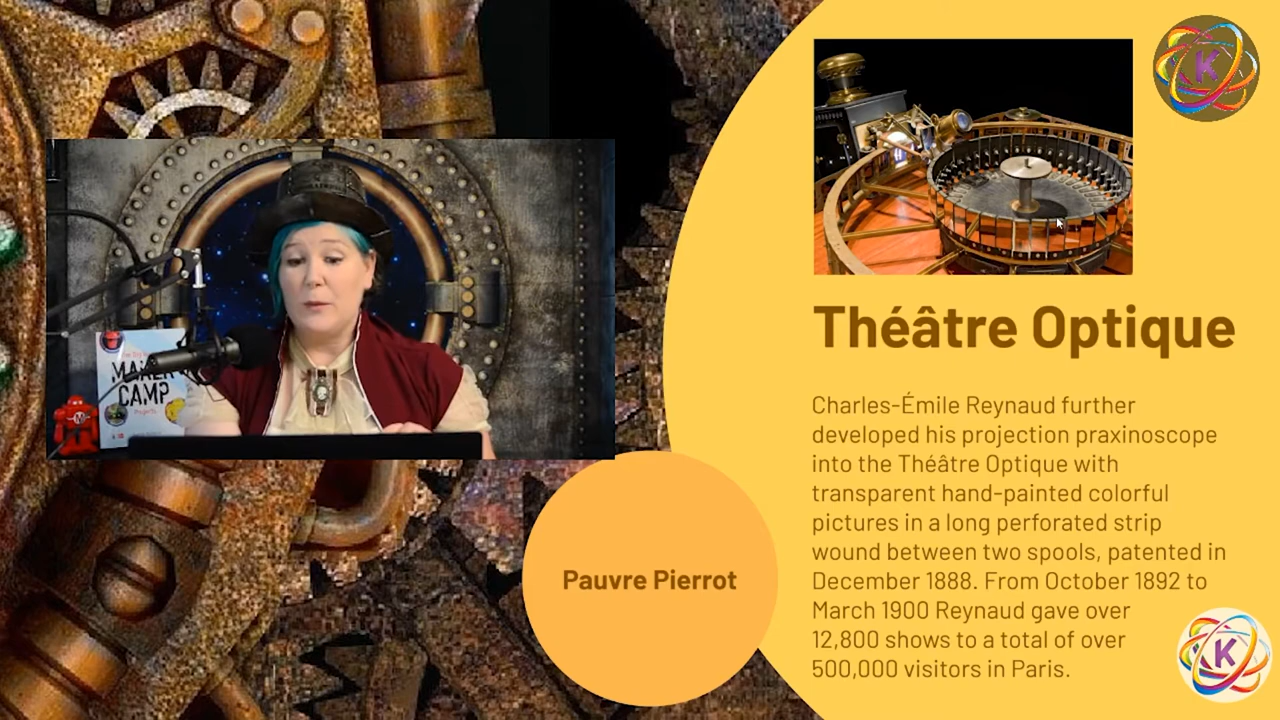 MAKER
CAMP
Pauvre Pierrot
K
Théâtre Optique
Charles-Émile Reynaud further
developed his projection praxinoscope
into the Théâtre Optique with
transparent hand-painted colorful
pictures in a long perforated strip
wound between two spools, patented in
December 1888. From October 1892 to
March 1900 Reynaud gave over
12,800 shows to a total of over
500,000 visitors in Paris.
K